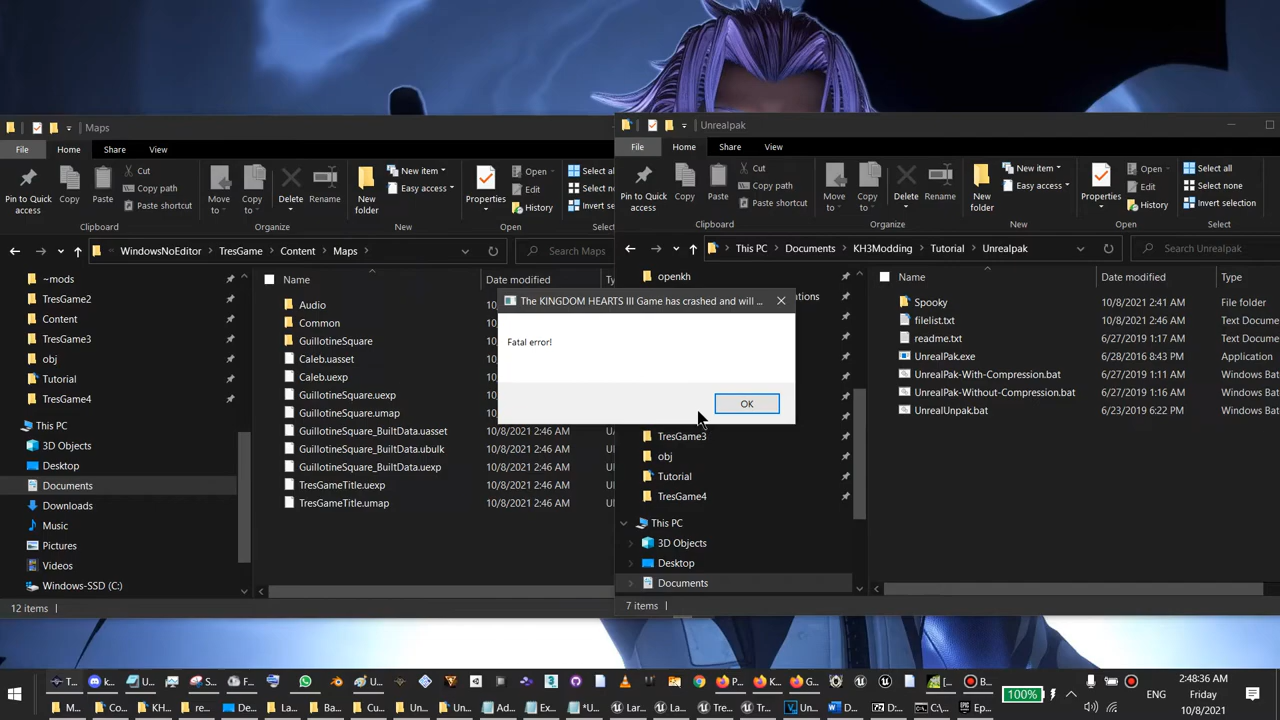 Maps
File
Home
Share
View
Pin to Quick access
Copy
Paste
Cut
Copy path
Paste shortcut
Clipboard
Move to
Copy to
Delete
Rename
Organize
New folder
New item
Easy access
New
Properties
Open
Edit
History
Open
Select
WindowsNoEditor
TresGame
Content
Maps
Search Maps
~mods
TresGame2
Content
TresGame3
obj
Tutorial
TresGame4
This PC
3D Objects
Desktop
Documents
Downloads
Music
Pictures
Videos
Windows-SSD (C:)
12 items
Name
Date modified
Audio
Common
GuillotineSquare
Caleb.uasset
Caleb.uexp
GuillotineSquare.uexp 10/8/2021 2:46 AM
GuillotineSquare.umap 10/8/2021 2:46 AM
GuillotineSquare_BuiltData.uasset 10/8/2021 2:46 AM
GuillotineSquare_BuiltData.ubulk 10/8/2021 2:46 AM
GuillotineSquare_BuiltData.uexp 10/8/2021 2:46 AM
TresGameTitle.uexp 10/8/2021 2:46 AM
TresGameTitle.umap 10/8/2021 2:46 AM
Unrealpak
File
Home
Share
View
Pin to Quick access
Copy
Paste
Cut
Copy path
Paste shortcut
Clipboard
Move to
Copy to
Delete
Rename
Organize
New folder
New item
Easy access
New
Properties
Open
Edit
History
Open
Select all
Select none
Invert selection
Select
This PC
Documents
KH3Modding
Tutorial
Unrealpak
Search Unrealpak
openkh
TresGame3
obj
Tutorial
TresGame4
This PC
3D Objects
Desktop
Documents
7 items
Name
Date modified
Type
Spooky 10/8/2021 2:41 AM File folder
filelist.txt 10/8/2021 2:46 AM Text Docume
readme.txt 6/27/2019 1:17 AM Text Docume
UnrealPak.exe 6/28/2016 8:43 PM Application
UnrealPak-With-Compression.bat 6/27/2019 1:11 AM Windows Bat
UnrealPak-Without-Compression.bat 6/27/2019 1:16 AM Windows Bat
UnrealUnpak.bat 6/23/2019 6:22 PM Windows Bat
The KINGDOM HEARTS III Game has crashed and will ...
Fatal error!
OK
100%
ENG
2:48:36 AM
Friday
10/8/2021